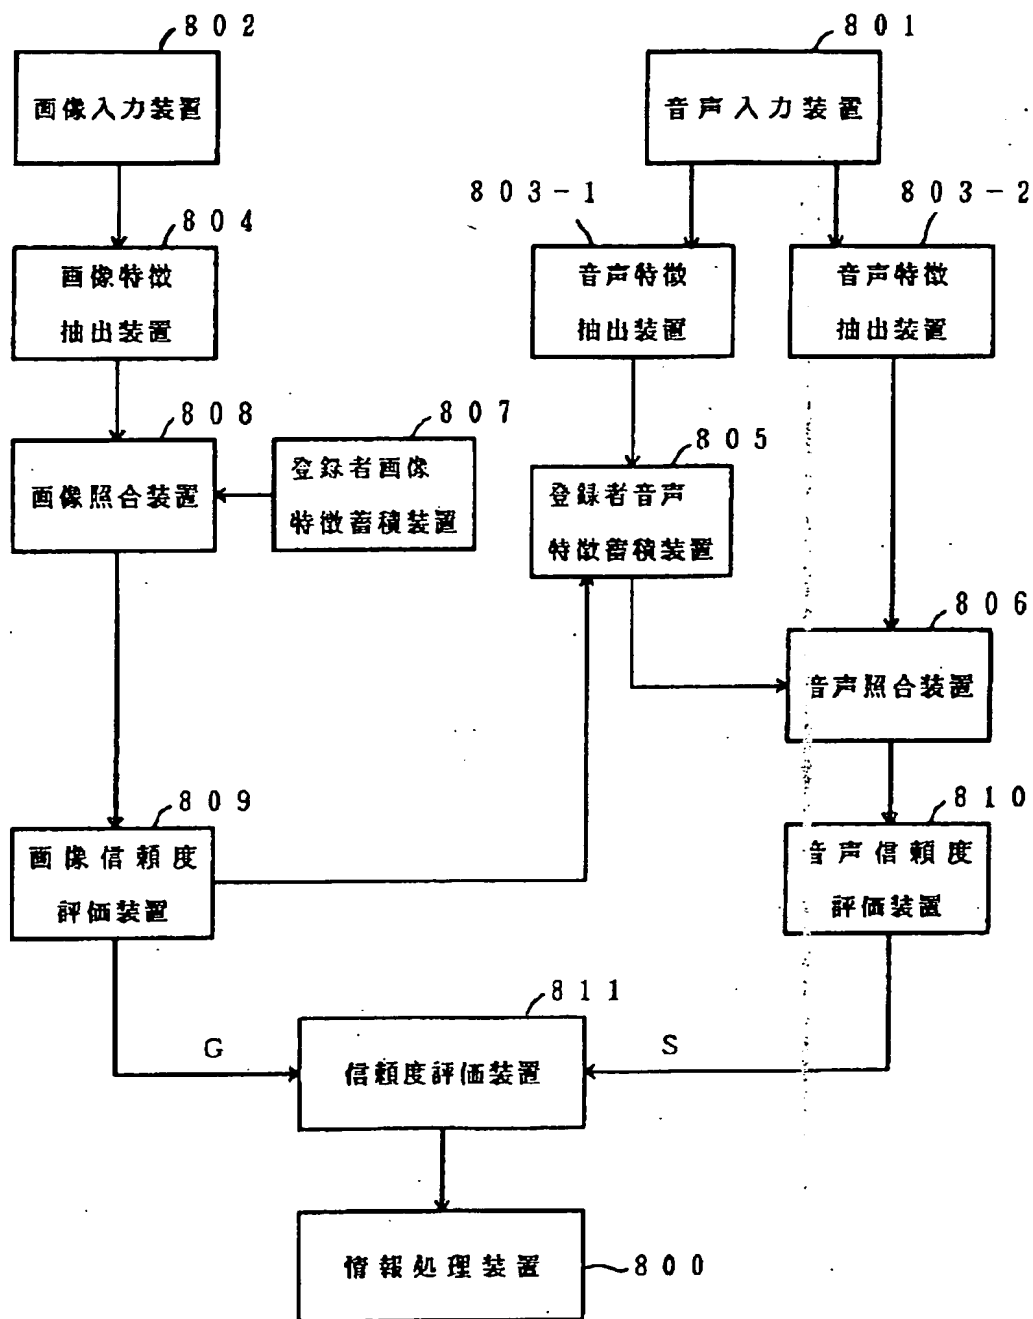 802
画像入力装置
801
音声入力装置
804
画像特徴
抽出装置
803-1
音声特徴
抽出装置
803-2
音声特徴
抽出装置
808
画像照合装置
807
登録者画像
特徴蓄積装置
805
登録者音声
特徴蓄積装置
806
音声照合装置
809
画像信頼度
評価装置
810
音声信頼度
評価装置
G
811
信頼度評価装置
S
情報処理装置
800